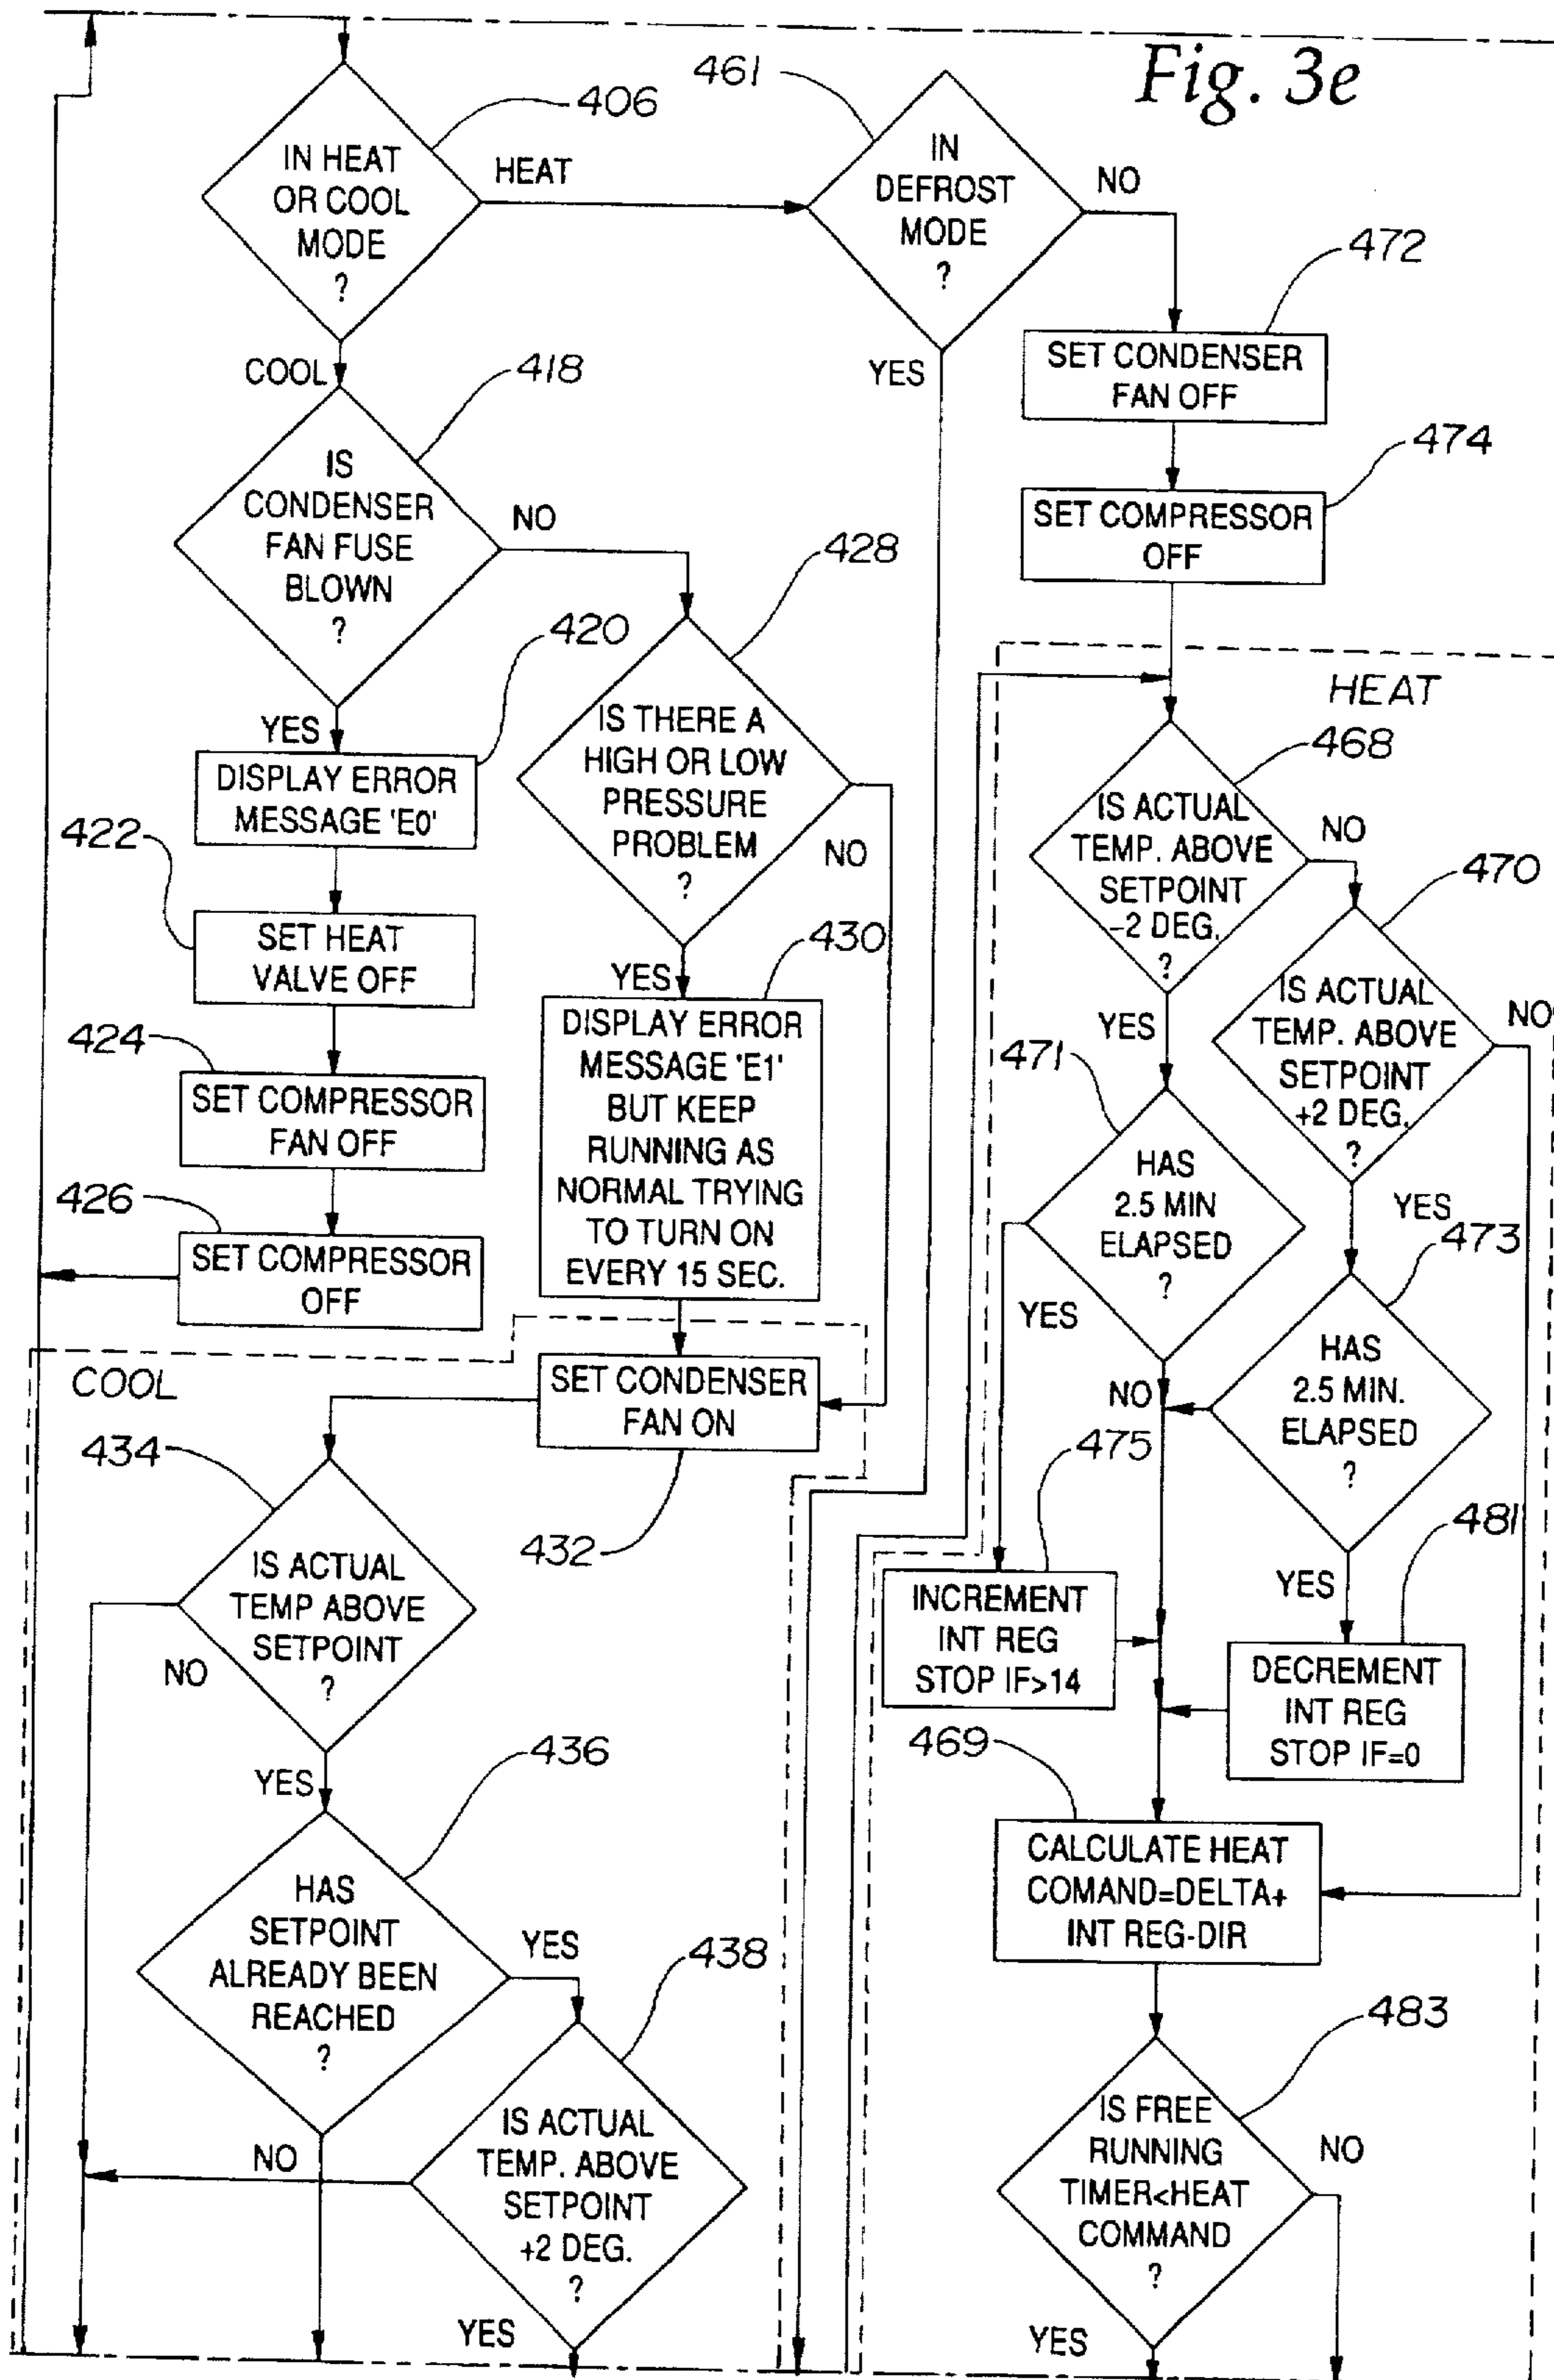 Fig. 3e
406
IN HEAT
OR COOL
MODE
?
HEAT
COOL
461
IN
DEFROST
MODE
?
NO
YES
472
SET CONDENSER
FAN OFF
474
SET COMPRESSOR
OFF
418
IS
CONDENSER
FAN FUSE
BLOWN
?
NO
YES
420
DISPLAY ERROR
MESSAGE 'E0'
422
SET HEAT
VALVE OFF
424
SET COMPRESSOR
FAN OFF
426
SET COMPRESSOR
OFF
428
IS THERE A
HIGH OR LOW
PRESSURE
PROBLEM
?
NO
YES
430
DISPLAY ERROR
MESSAGE 'E1'
BUT KEEP
RUNNING AS
NORMAL TRYING
TO TURN ON
EVERY 15 SEC.
COOL
SET CONDENSER
FAN ON
432
434
IS ACTUAL
TEMP ABOVE
SETPOINT
?
NO
YES
436
HAS
SETPOINT
ALREADY BEEN
REACHED
?
YES
NO
438
IS ACTUAL
TEMP. ABOVE
SETPOINT
+2 DEG.
?
YES
HEAT
468
IS ACTUAL
TEMP. ABOVE
SETPOINT
-2 DEG.
?
NO
YES
470
IS ACTUAL
TEMP. ABOVE
SETPOINT
+2 DEG.
?
NO
YES
471
HAS
2.5 MIN
ELAPSED
?
YES
NO
473
HAS
2.5 MIN.
ELAPSED
?
YES
475
INCREMENT
INT REG
STOP IF>14
481
DECREMENT
INT REG
STOP IF=0
469
CALCULATE HEAT
COMAND=DELTA+
INT REG-DIR
483
IS FREE
RUNNING
TIMER<HEAT
COMMAND
?
NO
YES